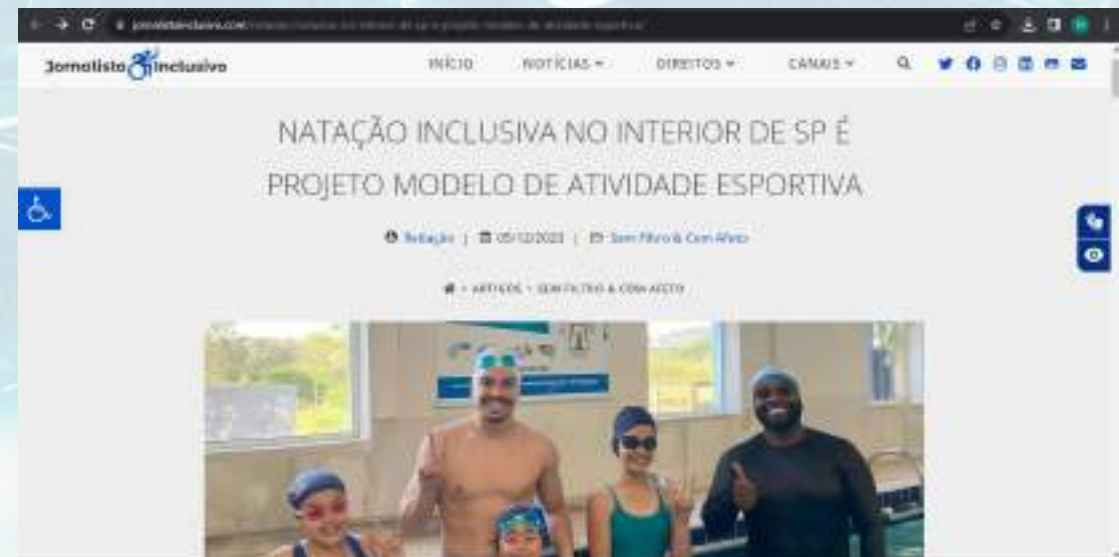 Jornalista Inclusivo
INÍCIO NOTÍCIAS DIREITOS CANAIS
NATAÇÃO INCLUSIVA NO INTERIOR DE SP É
PROJETO MODELO DE ATIVIDADE ESPORTIVA
Redação | 05/12/2023 | Sem Filtro & Com Afeto
ARTIGOS SEM FILTRO & COM AFETO